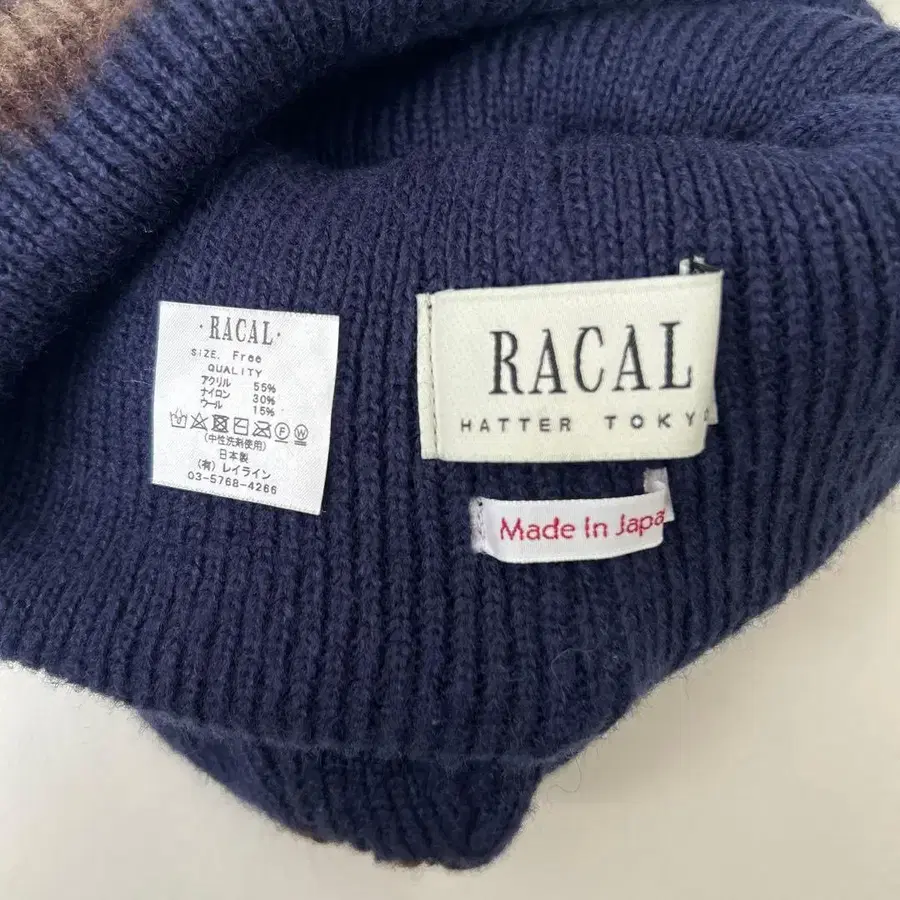 ·RACAL·
SIZE. Free
QUALITY
アクリル 55%
ナイロン 30%
ウール 15%
(中性洗剤使用)
日本製
(有)レイライン
03-5768-4266
RACAL
HATTER TOKYO
Made In Japa